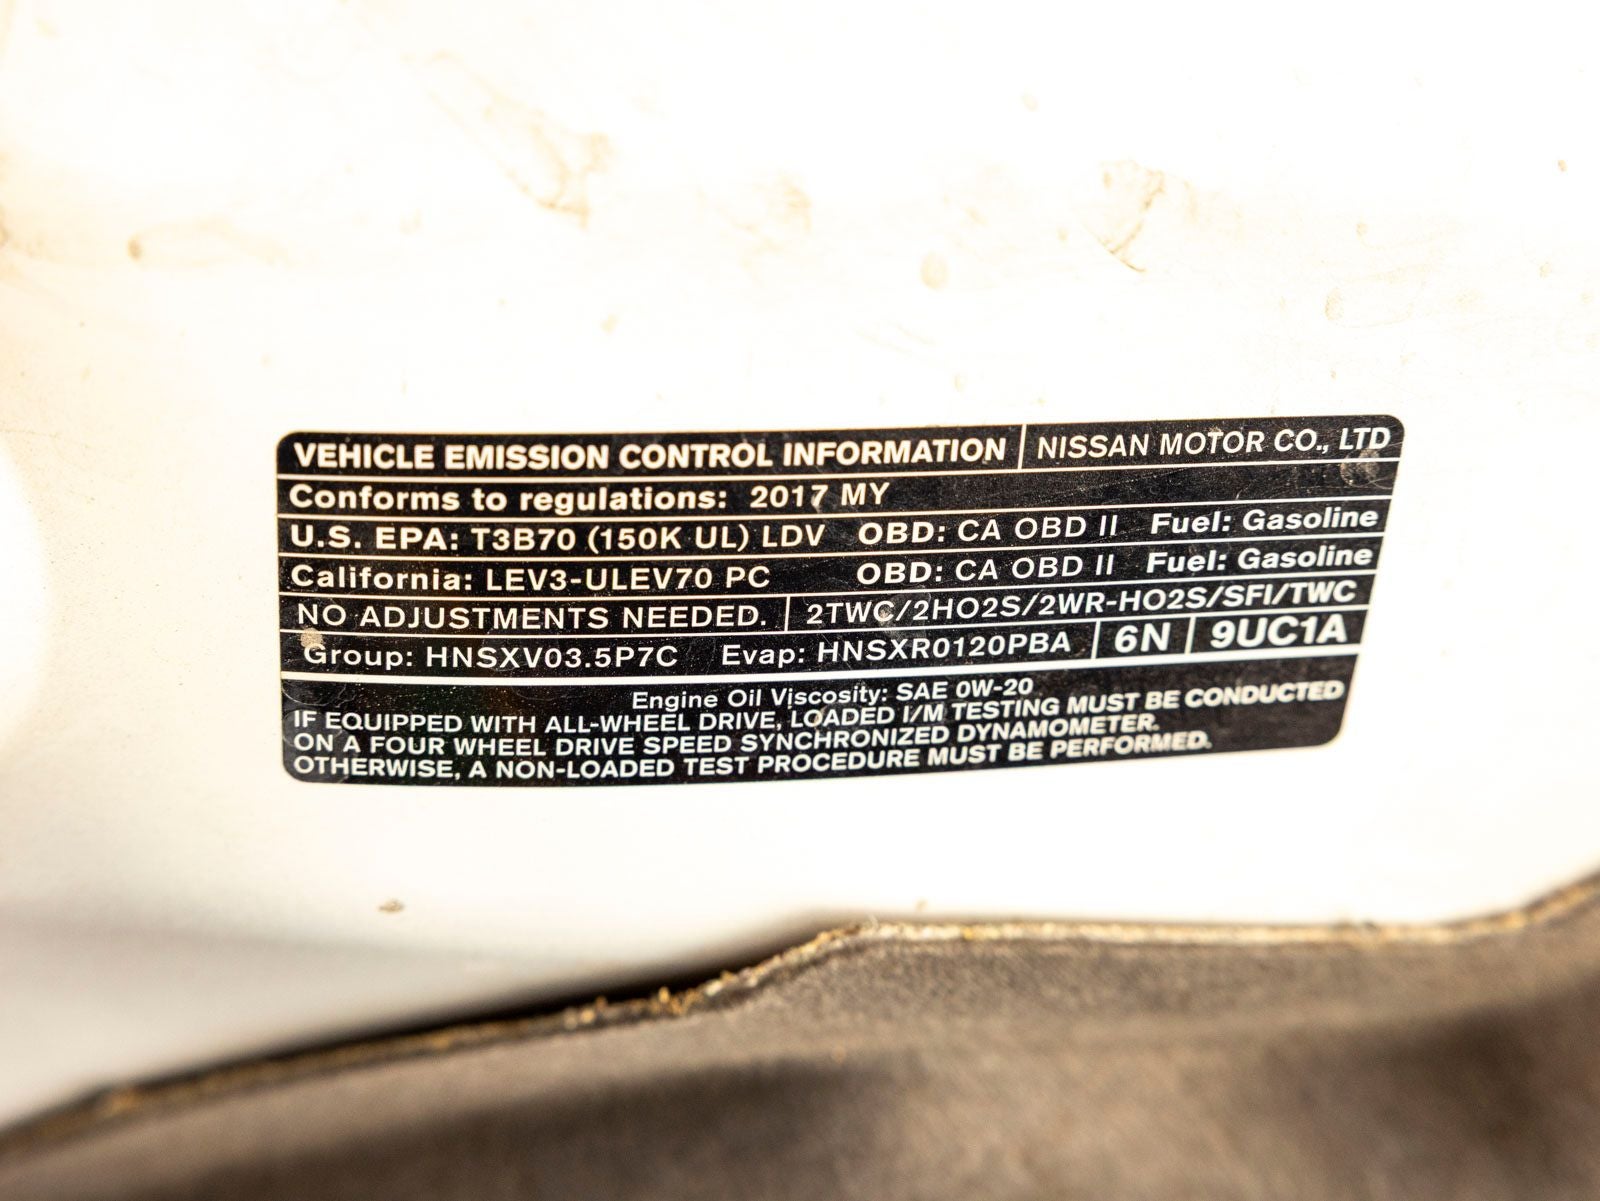 VEHICLE EMISSION CONTROL INFORMATION NISSAN MOTOR CO., LTD
Conforms to regulations: 2017 MY
U.S. EPA: T3B70 (150K UL) LDV OBD: CA OBD II Fuel: Gasoline
California: LEV3-ULEV70 PC OBD: CA OBD II Fuel: Gasoline
NO ADJUSTMENTS NEEDED. 2TWC/2HO2S/2WR-HO2S/SFI/TWC
Group: HNSXV03.5P7C Evap: HNSXR0120PBA 6N 9UC1A
Engine Oil Viscosity: SAE 0W-20
IF EQUIPPED WITH ALL-WHEEL DRIVE, LOADED I/M TESTING MUST BE CONDUCTED
ON A FOUR WHEEL DRIVE SPEED SYNCHRONIZED DYNAMOMETER.
OTHERWISE, A NON-LOADED TEST PROCEDURE MUST BE PERFORMED.